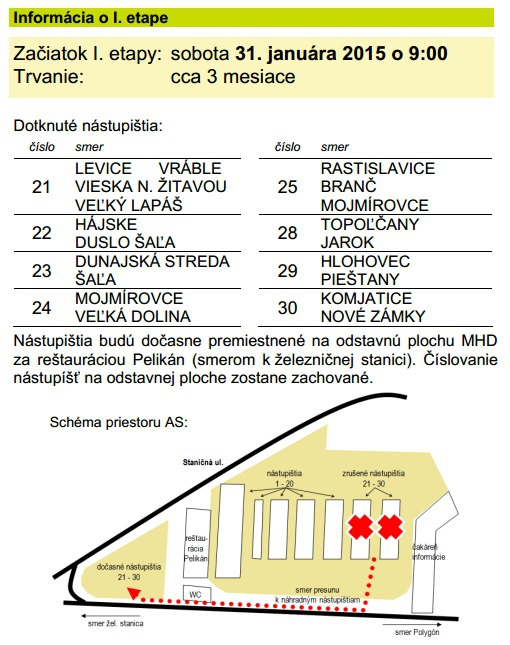 Informácia o I. etape
Začiatok I. etapy: sobota 31. januára 2015 o 9:00
Trvanie: cca 3 mesiace
Dotknuté nástupištia:
číslo smer
21 LEVICE VRÁBLE
VIESKA N. ŽITAVOU
VEĽKÝ LAPÁŠ
22 HÁJSKE
DUSLO ŠAĽA
23 DUNAJSKÁ STREDA
ŠAĽA
24 MOJMÍROVCE
VEĽKÁ DOLINA
číslo smer
25 RASTISLAVICE
BRANČ
MOJMÍROVCE
28 TOPOĽČANY
JAROK
29 HLOHOVEC
PIEŠTANY
30 KOMJATICE
NOVÉ ZÁMKY
Nástupištia budú dočasne premiestnené na odstavnú plochu MHD
za reštauráciou Pelikán (smerom k železničnej stanici). Číslovanie
nástupíšť na odstavnej ploche zostane zachované.
Schéma priestoru AS:
Staničná ul.
nástupištia
1 - 20
zrušené nástupištia
21 - 30
reštau-
rácia
Pelikán
čakáreň
informácie
dočasné nástupištia
21 - 30
WC
smer presunu
k náhradným nástupištiam
smer žel. stanica
smer Polygón